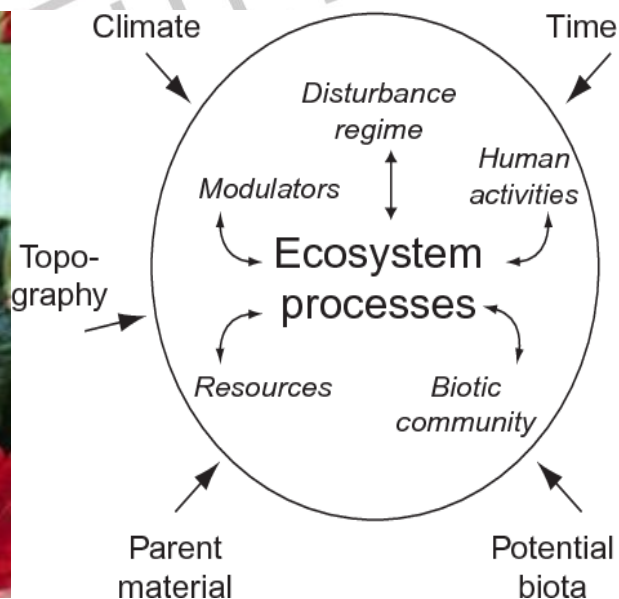 Climate
Time
Disturbance
regime
Human
activities
Modulators
Ecosystem
processes
Topo-
graphy
Resources
Biotic
community
Parent
material
Potential
biota